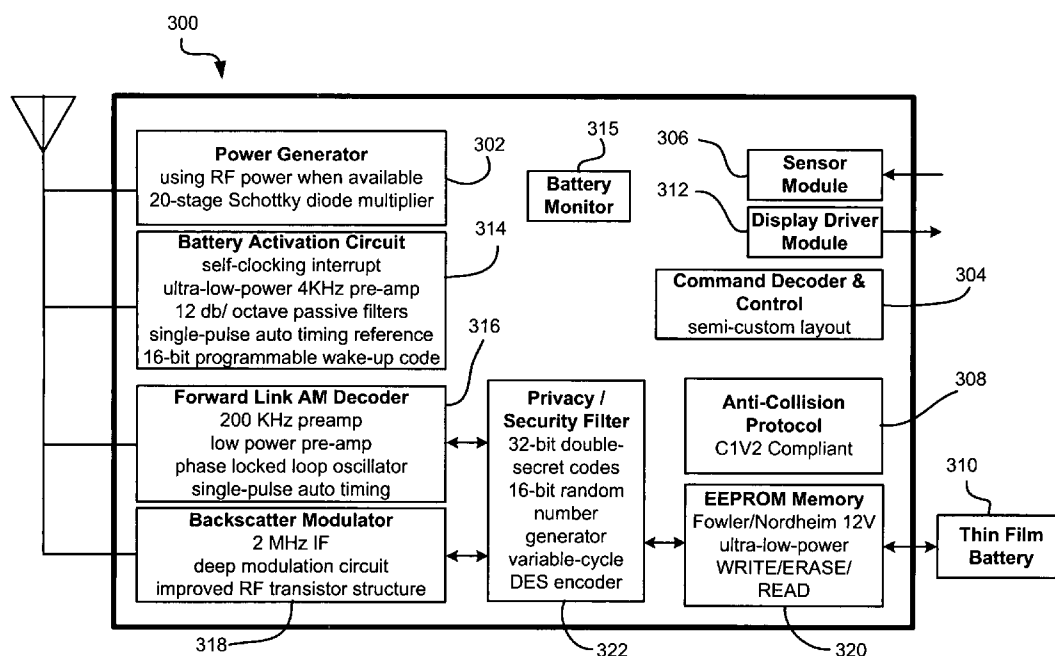 300
302
Power Generator
using RF power when available
20-stage Schottky diode multiplier
315
Battery
Monitor
306
Sensor
Module
312
Display Driver
Module
314
Battery Activation Circuit
self-clocking interrupt
ultra-low-power 4KHz pre-amp
12 db/ octave passive filters
single-pulse auto timing reference
16-bit programmable wake-up code
304
Command Decoder &
Control
semi-custom layout
316
Forward Link AM Decoder
200 KHz preamp
low power pre-amp
phase locked loop oscillator
single-pulse auto timing
Privacy /
Security Filter
32-bit double-
secret codes
16-bit random
number
generator
variable-cycle
DES encoder
308
Anti-Collision
Protocol
C1V2 Compliant
Backscatter Modulator
2 MHz IF
deep modulation circuit
improved RF transistor structure
EEPROM Memory
Fowler/Nordheim 12V
ultra-low-power
WRITE/ERASE/
READ
310
Thin Film
Battery
318
322
320